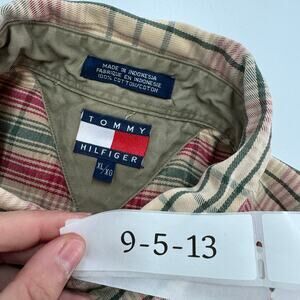 MADE IN INDONESIA
FABRIQUE EN INDONESIE
100% COTTON/COTON
TOMMY
HILFIGER
XL/XG
9-5-13